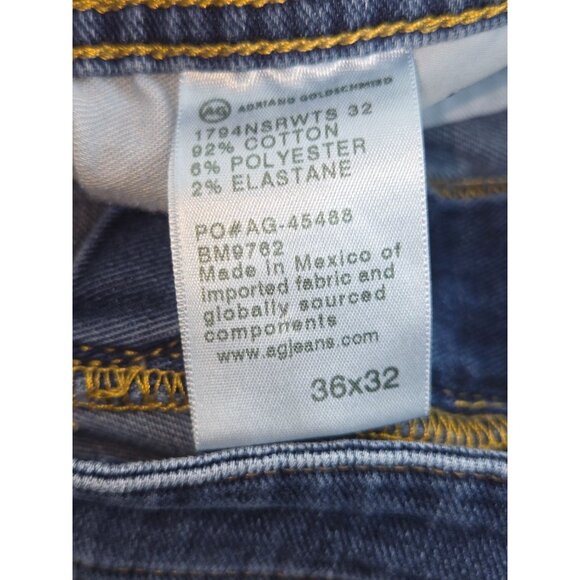 AG ADRIANO GOLDSCHMIED
1794NSRWTS 32
92% COTTON
6% POLYESTER
2% ELASTANE
PO#AG-45488
BM9762
Made in Mexico of
imported fabric and
globally sourced
components
www.agjeans.com
36x32